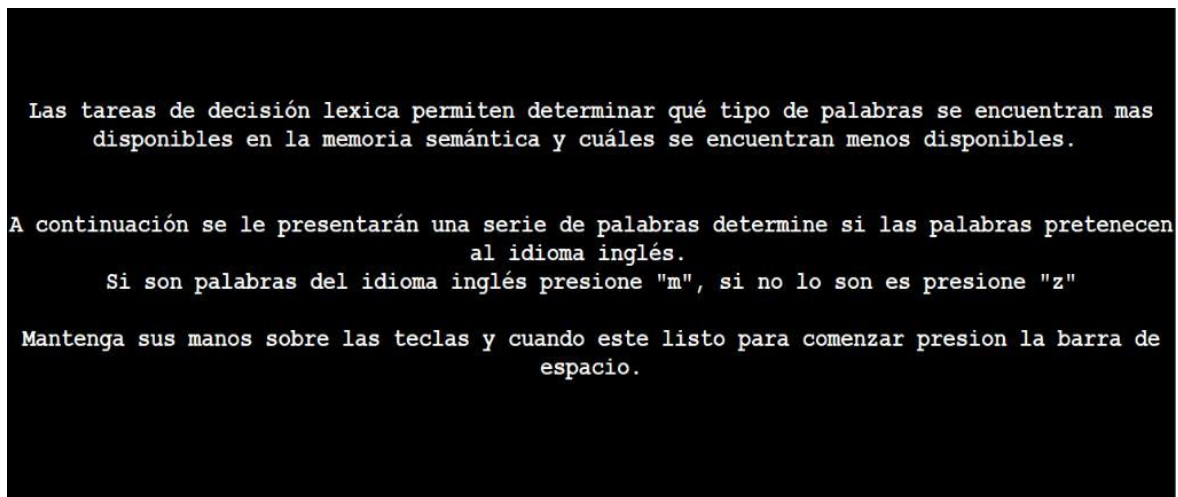 Las tareas de decisión lexica permiten determinar qué tipo de palabras se encuentran mas
disponibles en la memoria semántica y cuáles se encuentran menos disponibles.
A continuación se le presentarán una serie de palabras determine si las palabras pretenecen
al idioma inglés.
Si son palabras del idioma inglés presione "m", si no lo son es presione "z"
Mantenga sus manos sobre las teclas y cuando este listo para comenzar presion la barra de
espacio.